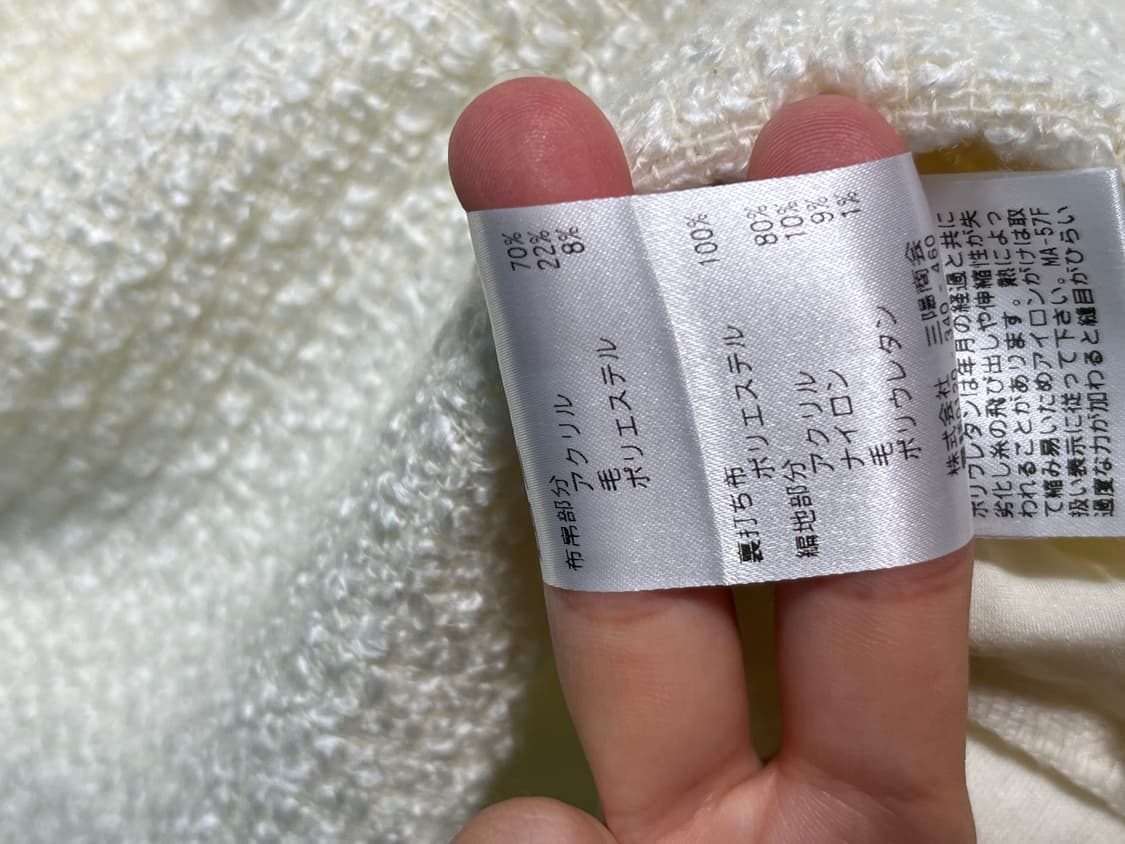 布帛部分
アクリル 70%
毛 22%
ポリエステル 8%
裏打ち布
ポリエステル 100%
編地部分
アクリル 80%
ナイロン 10%
毛 9%
ポリウレタン 1%
株式会社 三陽商会
340-460
ポリウレタンは年月の経過と共に
劣化し糸の飛び出しや伸縮性が失
われることがあります。熱によっ
て縮み易いためアイロンがけは取
扱い表示に従って下さい。MA-57F
過度な力が加わると縫目がひらい